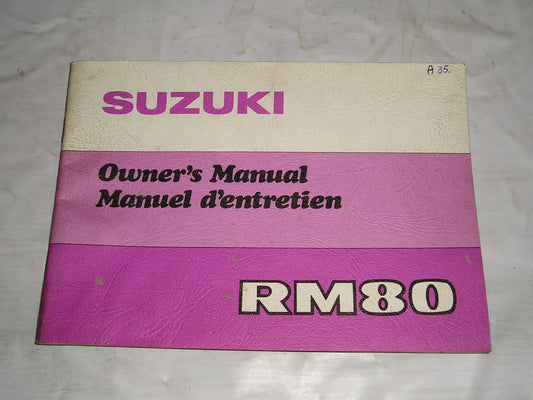 A 35.
SUZUKI
Owner's Manual
Manuel d'entretien
RM80